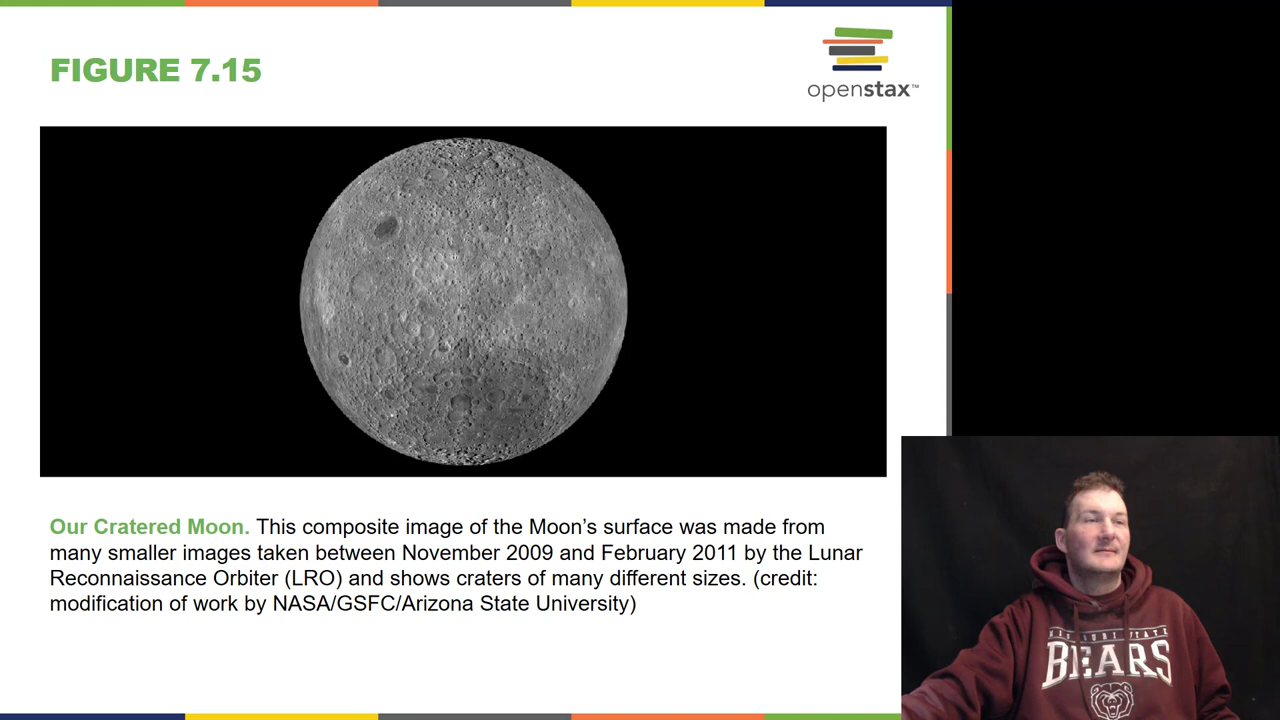 FIGURE 7.15
openstax™
Our Cratered Moon. This composite image of the Moon’s surface was made from
many smaller images taken between November 2009 and February 2011 by the Lunar
Reconnaissance Orbiter (LRO) and shows craters of many different sizes. (credit:
modification of work by NASA/GSFC/Arizona State University)
MISSOURI STATE
BEARS